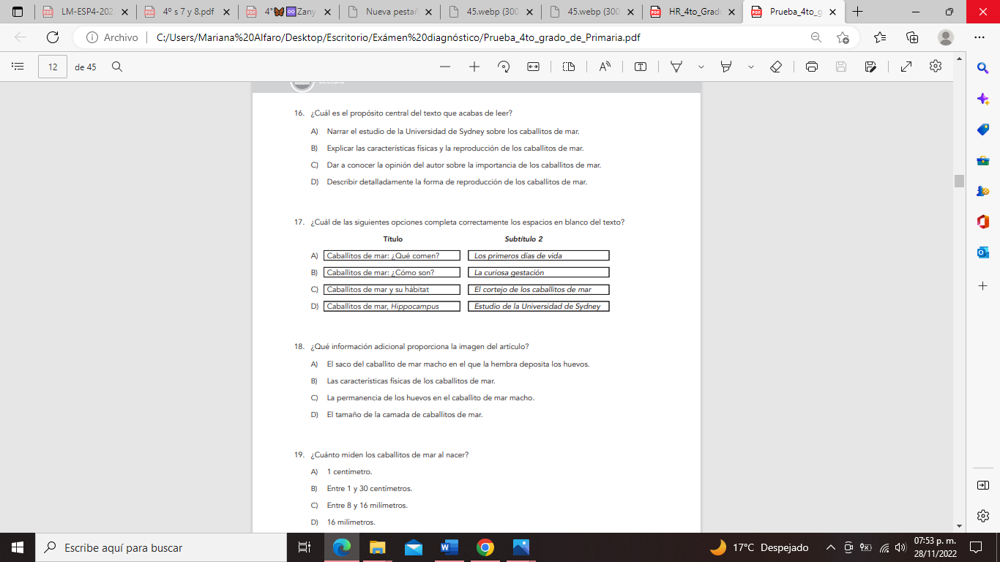 LM-ESP4-202
4º s 7 y 8.pdf
4°🦋♾️Zany
Nueva pestañ
45.webp (300
45.webp (300
HR_4to_Grad
Prueba_4to_g
Archivo
C:/Users/Mariana%20Alfaro/Desktop/Escritorio/Exámen%20diagnóstico/Prueba_4to_grado_de_Primaria.pdf
12 de 45
16. ¿Cuál es el propósito central del texto que acabas de leer?
A) Narrar el estudio de la Universidad de Sydney sobre los caballitos de mar.
B) Explicar las características físicas y la reproducción de los caballitos de mar.
C) Dar a conocer la opinión del autor sobre la importancia de los caballitos de mar.
D) Describir detalladamente la forma de reproducción de los caballitos de mar.
17. ¿Cuál de las siguientes opciones completa correctamente los espacios en blanco del texto?
Título Subtítulo 2
A) Caballitos de mar: ¿Qué comen? Los primeros días de vida
B) Caballitos de mar: ¿Cómo son? La curiosa gestación
C) Caballitos de mar y su hábitat El cortejo de los caballitos de mar
D) Caballitos de mar, Hippocampus Estudio de la Universidad de Sydney
18. ¿Qué información adicional proporciona la imagen del artículo?
A) El saco del caballito de mar macho en el que la hembra deposita los huevos.
B) Las características físicas de los caballitos de mar.
C) La permanencia de los huevos en el caballito de mar macho.
D) El tamaño de la camada de caballitos de mar.
19. ¿Cuánto miden los caballitos de mar al nacer?
A) 1 centímetro.
B) Entre 1 y 30 centímetros.
C) Entre 8 y 16 milímetros.
D) 16 milímetros.
Escribe aquí para buscar
17°C Despejado
07:53 p. m.
28/11/2022